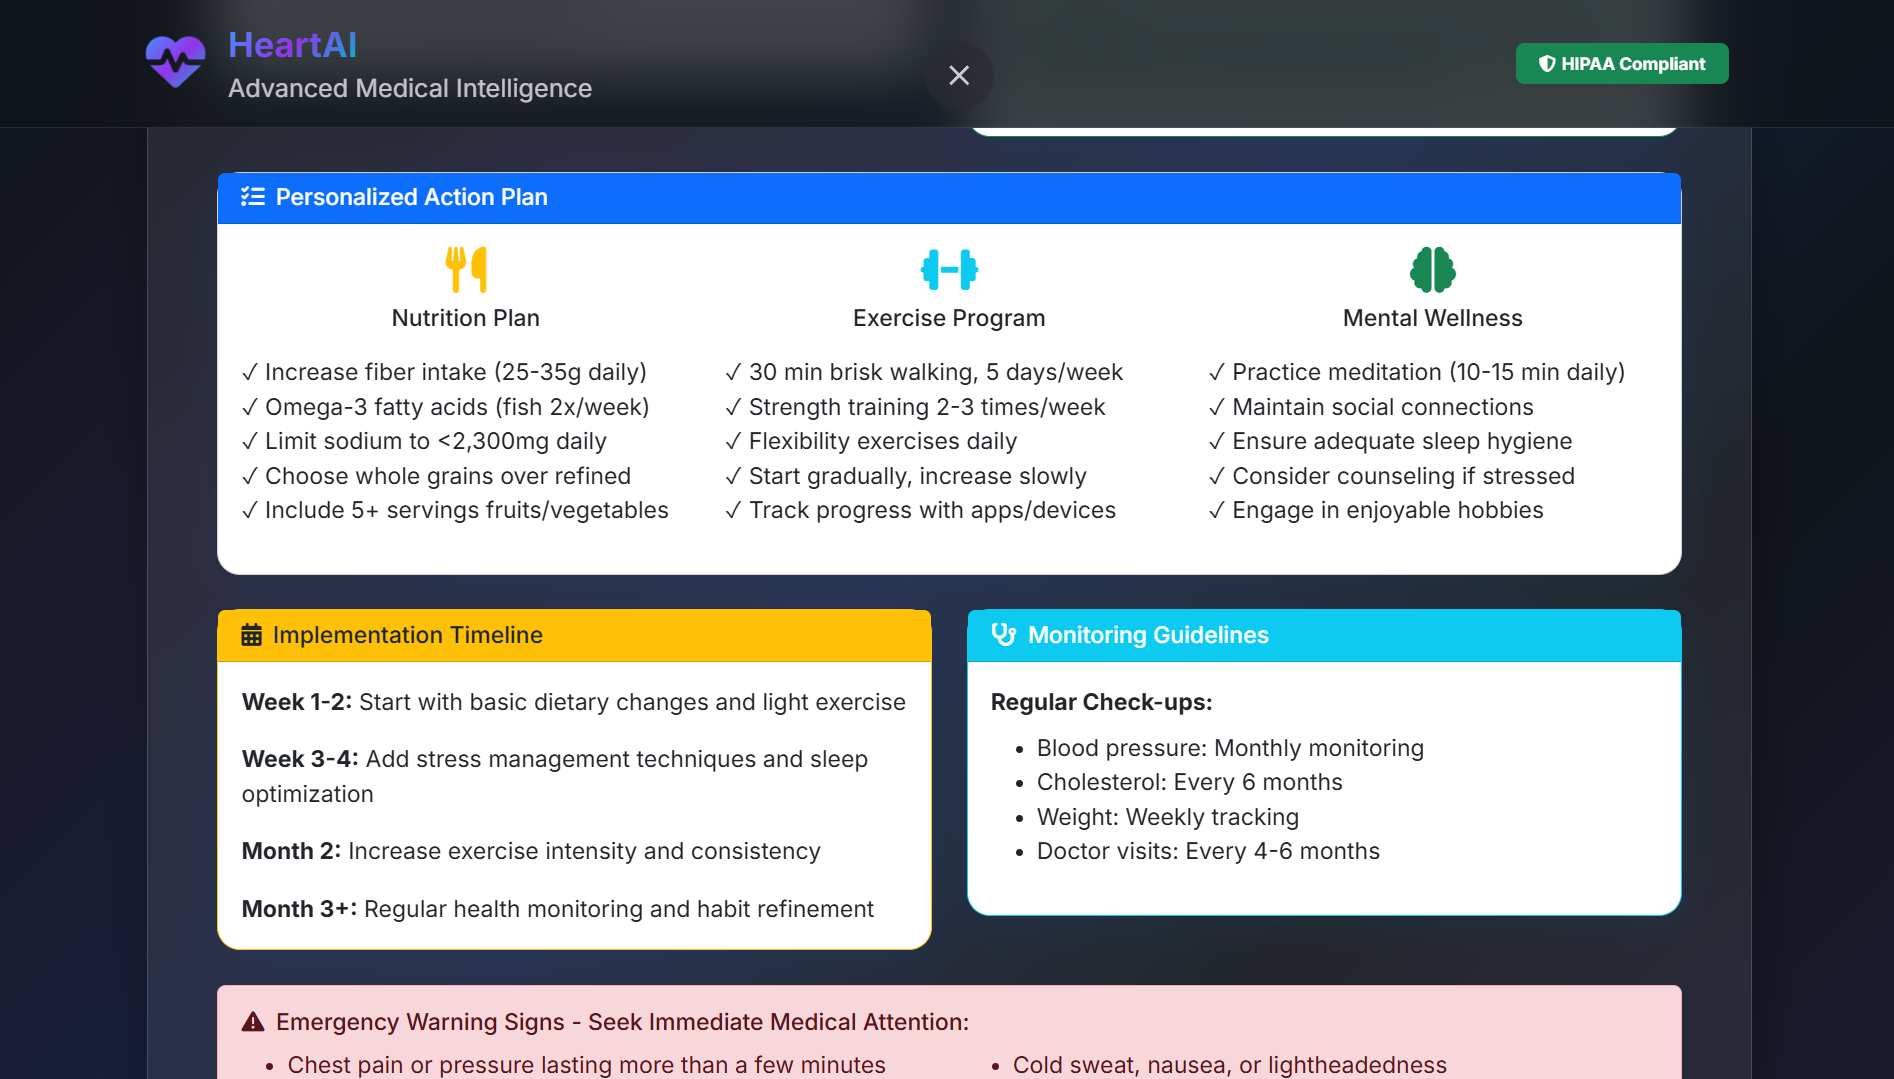 HeartAI
Advanced Medical Intelligence
HIPAA Compliant
Personalized Action Plan
Nutrition Plan
✓ Increase fiber intake (25-35g daily)
✓ Omega-3 fatty acids (fish 2x/week)
✓ Limit sodium to <2,300mg daily
✓ Choose whole grains over refined
✓ Include 5+ servings fruits/vegetables
Exercise Program
✓ 30 min brisk walking, 5 days/week
✓ Strength training 2-3 times/week
✓ Flexibility exercises daily
✓ Start gradually, increase slowly
✓ Track progress with apps/devices
Mental Wellness
✓ Practice meditation (10-15 min daily)
✓ Maintain social connections
✓ Ensure adequate sleep hygiene
✓ Consider counseling if stressed
✓ Engage in enjoyable hobbies
Implementation Timeline
Week 1-2: Start with basic dietary changes and light exercise
Week 3-4: Add stress management techniques and sleep
optimization
Month 2: Increase exercise intensity and consistency
Month 3+: Regular health monitoring and habit refinement
Monitoring Guidelines
Regular Check-ups:
• Blood pressure: Monthly monitoring
• Cholesterol: Every 6 months
• Weight: Weekly tracking
• Doctor visits: Every 4-6 months
Emergency Warning Signs - Seek Immediate Medical Attention:
• Chest pain or pressure lasting more than a few minutes
• Cold sweat, nausea, or lightheadedness